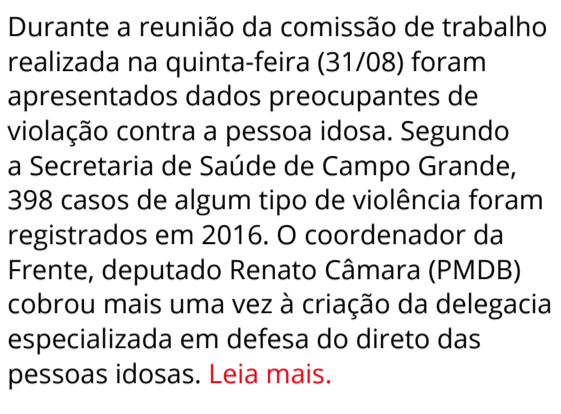 Durante a reunião da comissão de trabalho
realizada na quinta-feira (31/08) foram
apresentados dados preocupantes de
violação contra a pessoa idosa. Segundo
a Secretaria de Saúde de Campo Grande,
398 casos de algum tipo de violência foram
registrados em 2016. O coordenador da
Frente, deputado Renato Câmara (PMDB)
cobrou mais uma vez à criação da delegacia
especializada em defesa do direto das
pessoas idosas. Leia mais.